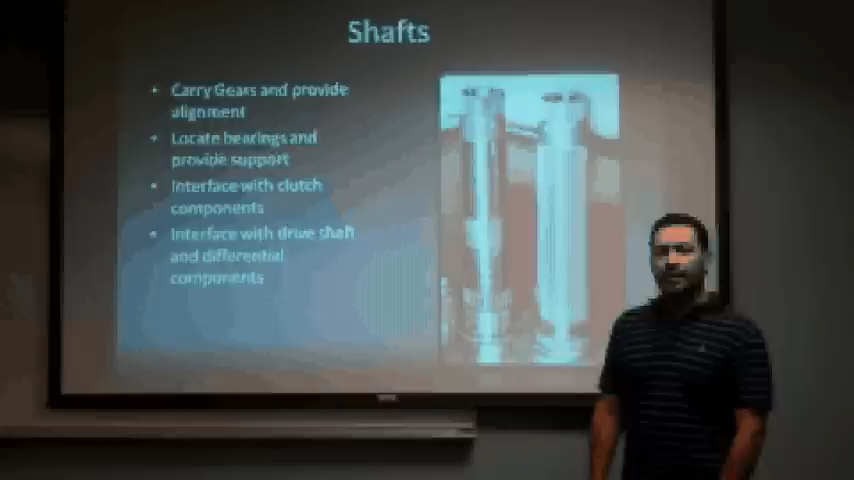 Shafts
• Carry Gears and provide
alignment
• Locate bearings and
provide support
• Interface with clutch
components
• Interface with drive shaft
and differential
components